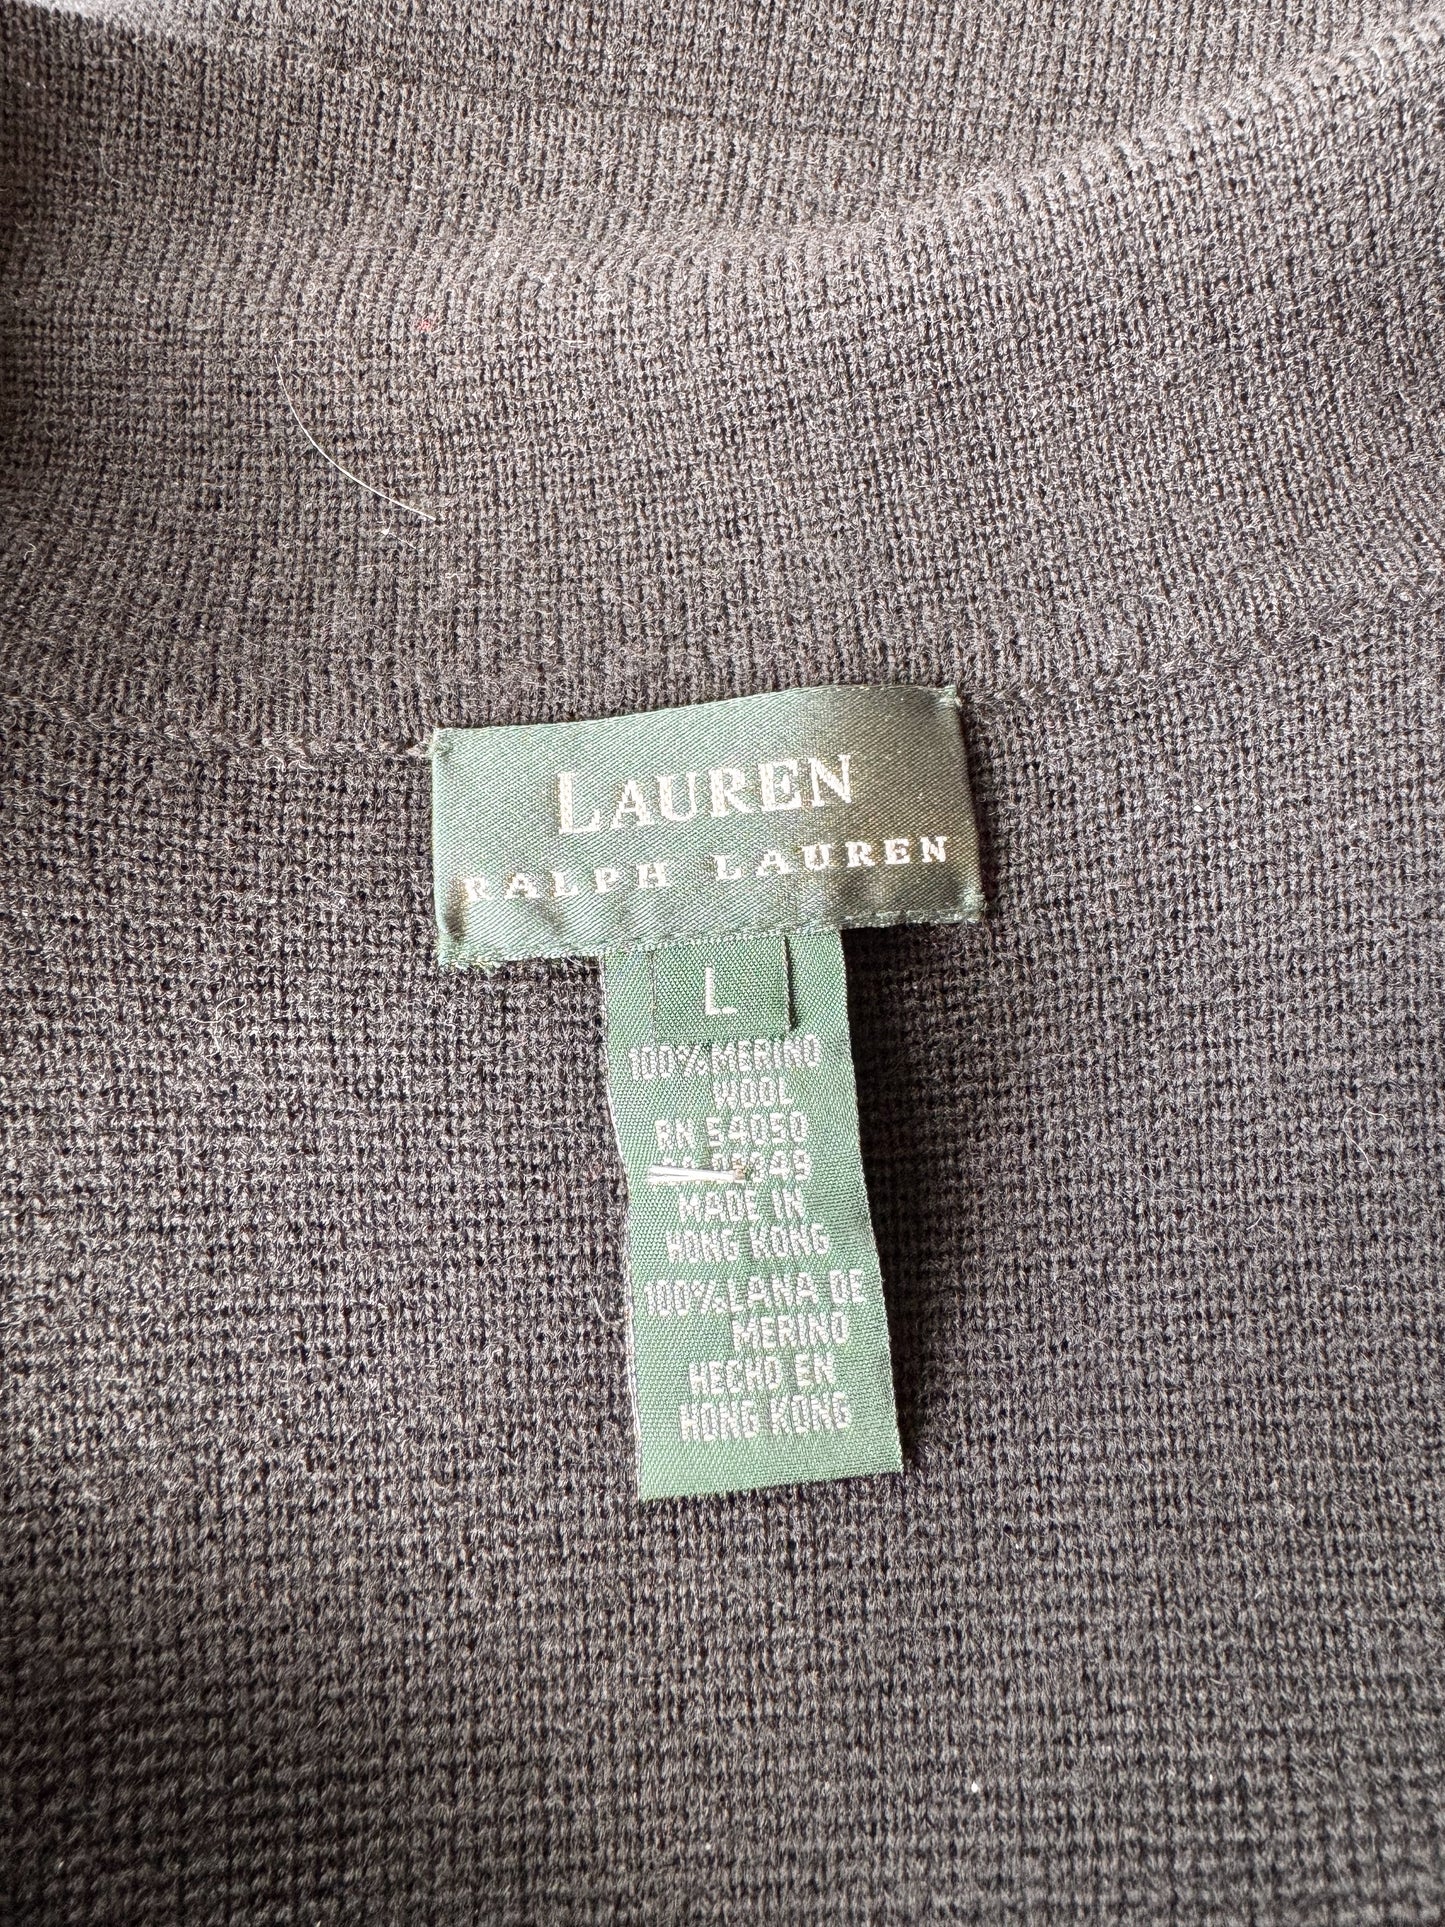 LAUREN
RALPH LAUREN
L
100% MERINO
WOOL
RN 54050
MADE IN
HONG KONG
100% LANA DE
MERINO
HECHO EN
HONG KONG